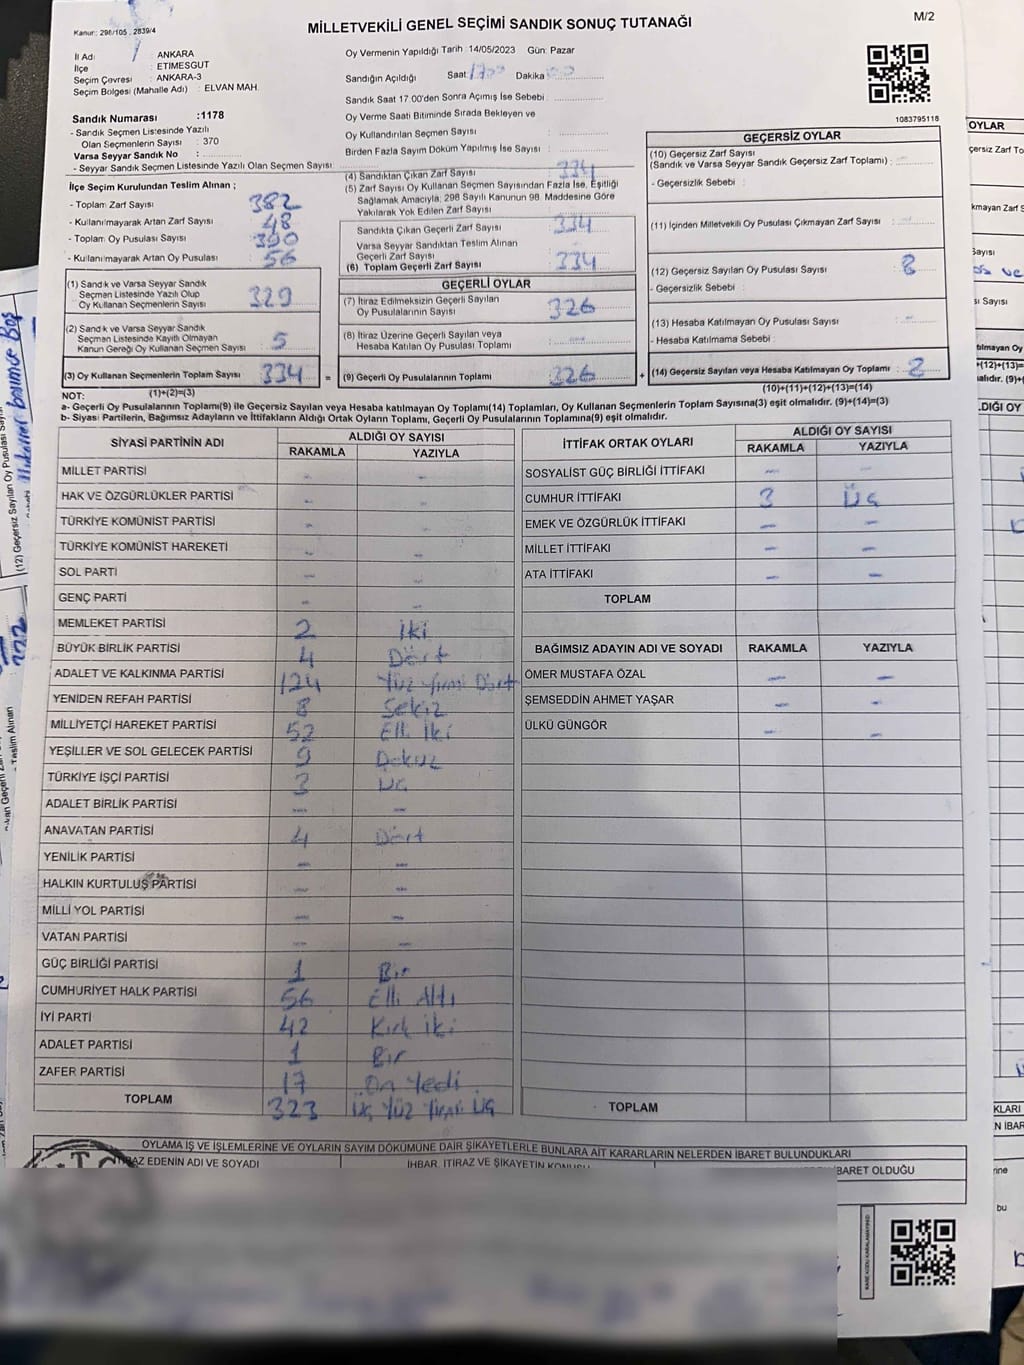 Kanun: 298/105, 2839/4
MİLLETVEKİLİ GENEL SEÇİMİ SANDIK SONUÇ TUTANAĞI
M/2
İl Adı : ANKARA
İlçe : ETİMESGUT
Seçim Çevresi : ANKARA-3
Seçim Bölgesi (Mahalle Adı) : ELVAN MAH.
Sandık Numarası :1178
- Sandık Seçmen Listesinde Yazılı
Olan Seçmenlerin Sayısı : 370
Varsa Seyyar Sandık No :
- Seyyar Sandık Seçmen Listesinde Yazılı Olan Seçmen Sayısı :
Oy Vermenin Yapıldığı Tarih :14/05/2023 Gün: Pazar
Sandığın Açıldığı Saat 17:00 Dakika
Sandık Saat 17.00'den Sonra Açımış İse Sebebi :
Oy Verme Saati Bitiminde Sırada Bekleyen ve
Oy Kullandırılan Seçmen Sayısı :
Birden Fazla Sayım Döküm Yapılmış İse Sayısı :
1083795118
İlçe Seçim Kurulundan Teslim Alınan ;
- Toplam Zarf Sayısı : 382
- Kullanılmayarak Artan Zarf Sayısı : 48
- Toplam Oy Pusulası Sayısı :
- Kullanılmayarak Artan Oy Pusulası : 56
(4) Sandıktan Çıkan Zarf Sayısı : 334
(5) Zarf Sayısı Oy Kullanan Seçmen Sayısından Fazla İse, Eşitliği
Sağlamak Amacıyla; 298 Sayılı Kanunun 98. Maddesine Göre
Yakılarak Yok Edilen Zarf Sayısı :
Sandıkta Çıkan Geçerli Zarf Sayısı : 334
Varsa Seyyar Sandıktan Teslim Alınan
Geçerli Zarf Sayısı :
(6) Toplam Geçerli Zarf Sayısı : 334
GEÇERSİZ OYLAR
(10) Geçersiz Zarf Sayısı
(Sandık ve Varsa Seyyar Sandık Geçersiz Zarf Toplamı) : -
- Geçersizlik Sebebi :
(11) İçinden Milletvekili Oy Pusulası Çıkmayan Zarf Sayısı : -
(12) Geçersiz Sayılan Oy Pusulası Sayısı : 8
- Geçersizlik Sebebi :
(13) Hesaba Katılmayan Oy Pusulası Sayısı : -
- Hesaba Katılmama Sebebi :
(14) Geçersiz Sayılan veya Hesaba Katılmayan Oy Toplamı : 8
(10)+(11)+(12)+(13)=(14)
(1) Sandık ve Varsa Seyyar Sandık
Seçmen Listesinde Yazılı Olup
Oy Kullanan Seçmenlerin Sayısı : 329
(2) Sandık ve Varsa Seyyar Sandık
Seçmen Listesinde Kayıtlı Olmayan
Kanun Gereği Oy Kullanan Seçmen Sayısı : 5
(3) Oy Kullanan Seçmenlerin Toplam Sayısı : 334 =
(1)+(2)=(3)
GEÇERLİ OYLAR
(7) İtiraz Edilmeksizin Geçerli Sayılan
Oy Pusulalarının Sayısı : 326
(8) İtiraz Üzerine Geçerli Sayılan veya
Hesaba Katılan Oy Pusulası Toplamı : -
(9) Geçerli Oy Pusulalarının Toplamı : 326 +
NOT:
a- Geçerli Oy Pusulalarının Toplamı(9) ile Geçersiz Sayılan veya Hesaba katılmayan Oy Toplamı(14) Toplamları, Oy Kullanan Seçmenlerin Toplam Sayısına(3) eşit olmalıdır. (9)+(14)=(3)
b- Siyasi Partilerin, Bağımsız Adayların ve İttifakların Aldığı Ortak Oyların Toplamı, Geçerli Oy Pusulalarının Toplamına(9) eşit olmalıdır.
SİYASİ PARTİNİN ADI ALDIĞI OY SAYISI
RAKAMLA YAZIYLA
MİLLET PARTİSİ - -
HAK VE ÖZGÜRLÜKLER PARTİSİ - -
TÜRKİYE KOMÜNİST PARTİSİ - -
TÜRKİYE KOMÜNİST HAREKETİ - -
SOL PARTİ - -
GENÇ PARTİ - -
MEMLEKET PARTİSİ 2 İki
BÜYÜK BİRLİK PARTİSİ 4 Dört
ADALET VE KALKINMA PARTİSİ 124 Yüz Yirmi Dört
YENİDEN REFAH PARTİSİ 8 Sekiz
MİLLİYETÇİ HAREKET PARTİSİ 52 Elli İki
YEŞİLLER VE SOL GELECEK PARTİSİ 9 Dokuz
TÜRKİYE İŞÇİ PARTİSİ 3 Üç
ADALET BİRLİK PARTİSİ - -
ANAVATAN PARTİSİ 4 Dört
YENİLİK PARTİSİ - -
HALKIN KURTULUŞ PARTİSİ - -
MİLLİ YOL PARTİSİ - -
VATAN PARTİSİ - -
GÜÇ BİRLİĞİ PARTİSİ 1 Bir
CUMHURİYET HALK PARTİSİ 56 Elli Altı
İYİ PARTİ 42 Kırk İki
ADALET PARTİSİ 1 Bir
ZAFER PARTİSİ 17 On Yedi
TOPLAM 323 Üç Yüz Yirmi Üç
İTTİFAK ORTAK OYLARI ALDIĞI OY SAYISI
RAKAMLA YAZIYLA
SOSYALİST GÜÇ BİRLİĞİ İTTİFAKI - -
CUMHUR İTTİFAKI 3 Üç
EMEK VE ÖZGÜRLÜK İTTİFAKI - -
MİLLET İTTİFAKI - -
ATA İTTİFAKI - -
TOPLAM
BAĞIMSIZ ADAYIN ADI VE SOYADI RAKAMLA YAZIYLA
ÖMER MUSTAFA ÖZAL - -
ŞEMSEDDİN AHMET YAŞAR - -
ÜLKÜ GÜNGÖR - -
TOPLAM
OYLAMA İŞ VE İŞLEMLERİNE VE OYLARIN SAYIM DÖKÜMÜNE DAİR ŞİKAYETLERLE BUNLARA AİT KARARLARIN NELERDEN İBARET BULUNDUKLARI
EDENİN ADI VE SOYADI İHBAR, İTİRAZ VE ŞİKAYETİN KONUSU İBARET OLDUĞU